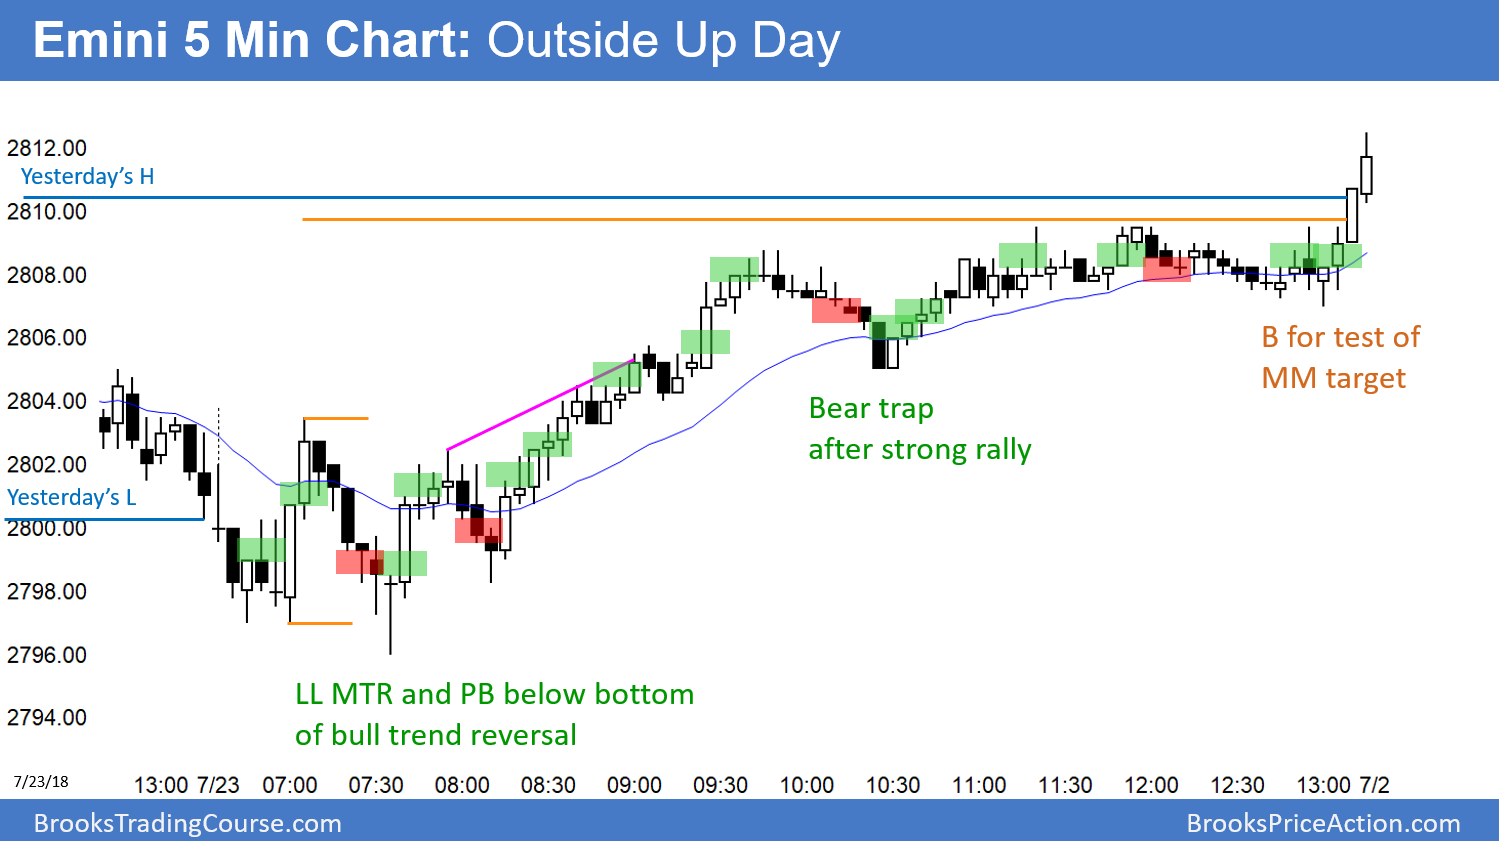 Emini 5 Min Chart: Outside Up Day
2812.00
Yesterday's H
2810.00
2808.00
2806.00
B for test of
MM target
2804.00
Bear trap
after strong rally
2802.00
Yesterday's L
2800.00
2798.00
2796.00
LL MTR and PB below bottom
of bull trend reversal
2794.00
7/23/18 13:00 7/23 07:00 07:30 08:00 08:30 09:00 09:30 10:00 10:30 11:00 11:30 12:00 12:30 13:00 7/2
BrooksTradingCourse.com BrooksPriceAction.com